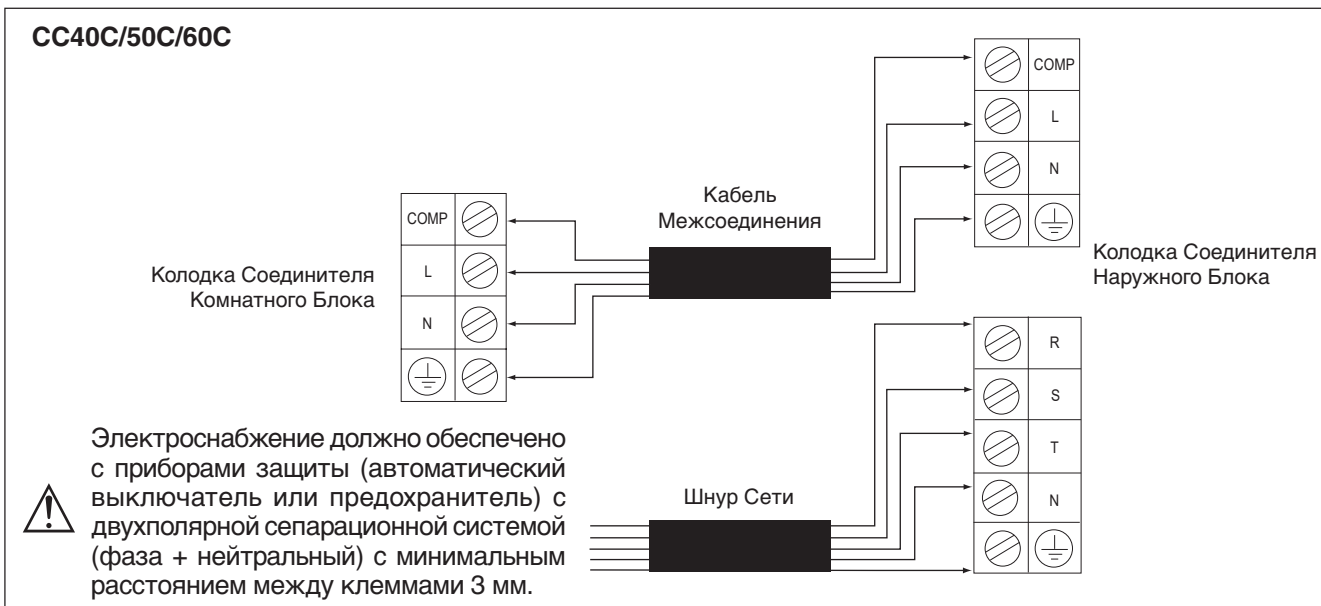 CC40C/50C/60C
COMP
L
N
Кабель
Межсоединения
COMP
L
N
Колодка Соединителя
Комнатного Блока
Колодка Соединителя
Наружного Блока
R
S
T
N
Шнур Сети
Электроснабжение должно обеспечено
с приборами защиты (автоматический
выключатель или предохранитель) с
двухполярной сепарационной системой
(фаза + нейтральный) с минимальным
расстоянием между клеммами 3 мм.